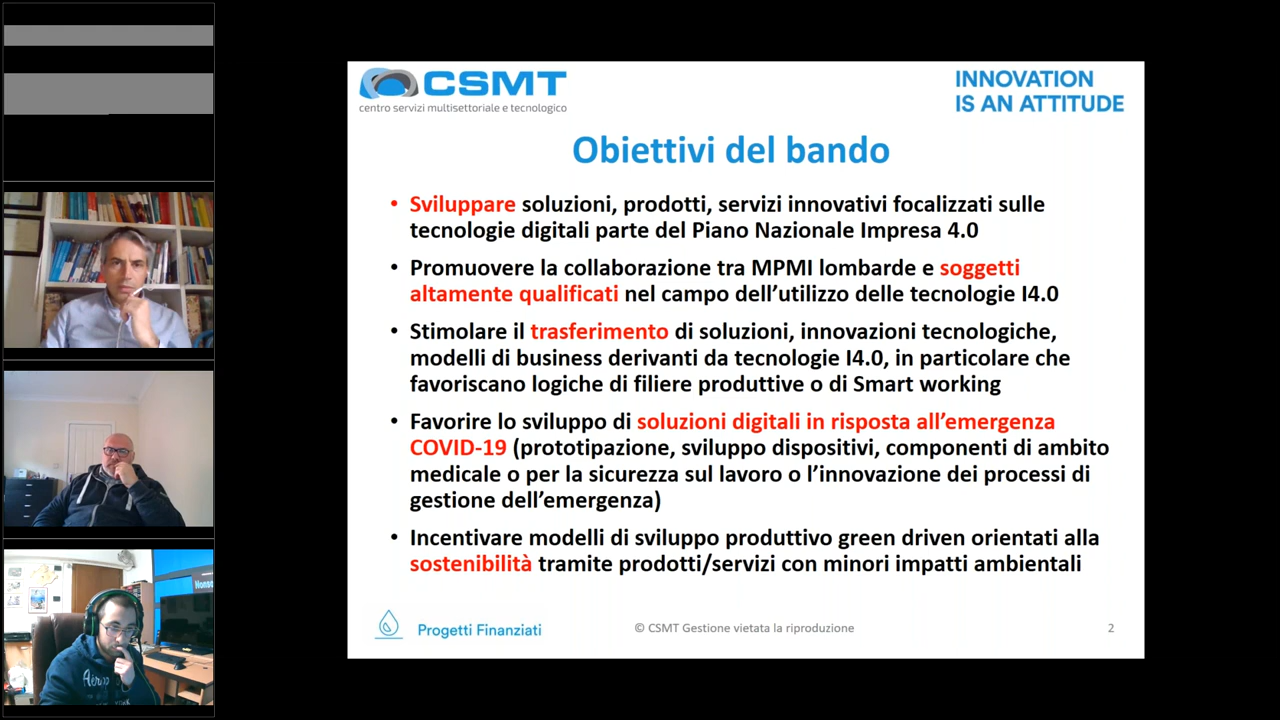 CSMT
centro servizi multisettoriale e tecnologico
INNOVATION
IS AN ATTITUDE
Obiettivi del bando
• Sviluppare soluzioni, prodotti, servizi innovativi focalizzati sulle
tecnologie digitali parte del Piano Nazionale Impresa 4.0
• Promuovere la collaborazione tra MPMI lombarde e soggetti
altamente qualificati nel campo dell'utilizzo delle tecnologie I4.0
• Stimolare il trasferimento di soluzioni, innovazioni tecnologiche,
modelli di business derivanti da tecnologie I4.0, in particolare che
favoriscano logiche di filiere produttive o di Smart working
• Favorire lo sviluppo di soluzioni digitali in risposta all'emergenza
COVID-19 (prototipazione, sviluppo dispositivi, componenti di ambito
medicale o per la sicurezza sul lavoro o l'innovazione dei processi di
gestione dell'emergenza)
• Incentivare modelli di sviluppo produttivo green driven orientati alla
sostenibilità tramite prodotti/servizi con minori impatti ambientali
Progetti Finanziati
© CSMT Gestione vietata la riproduzione
2